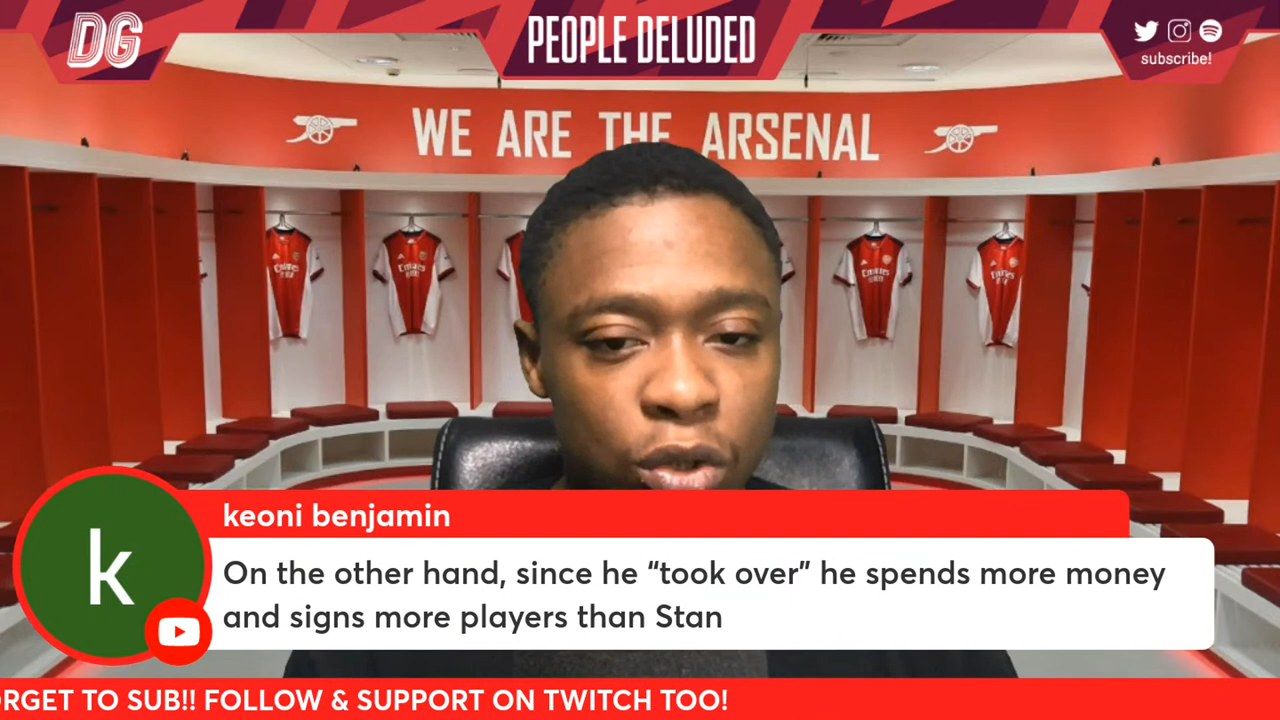 DG
PEOPLE DELUDED
subscribe!
WE ARE THE ARSENAL
k
keoni benjamin
On the other hand, since he “took over” he spends more money
and signs more players than Stan
ORGET TO SUB!! FOLLOW & SUPPORT ON TWITCH TOO!